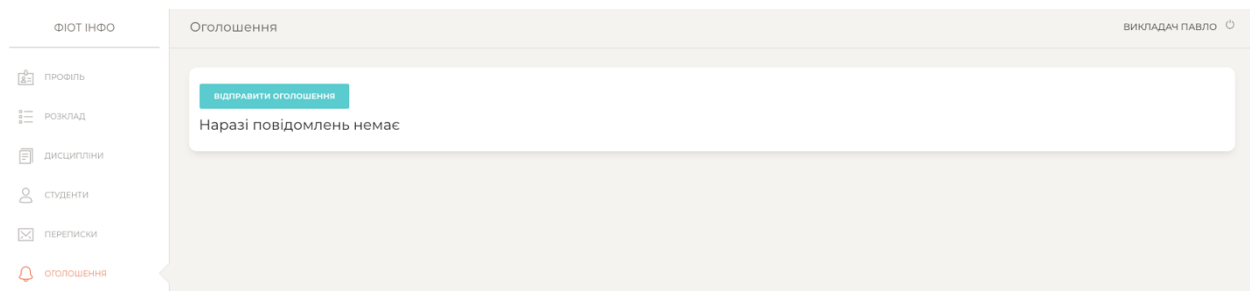 ФІОТ ІНФО
ПРОФІЛЬ
РОЗКЛАД
ДИСЦИПЛІНИ
СТУДЕНТИ
ПЕРЕПИСКИ
ОГОЛОШЕННЯ
Оголошення
ВИКЛАДАЧ ПАВЛО
ВІДПРАВИТИ ОГОЛОШЕННЯ
Наразі повідомлень немає